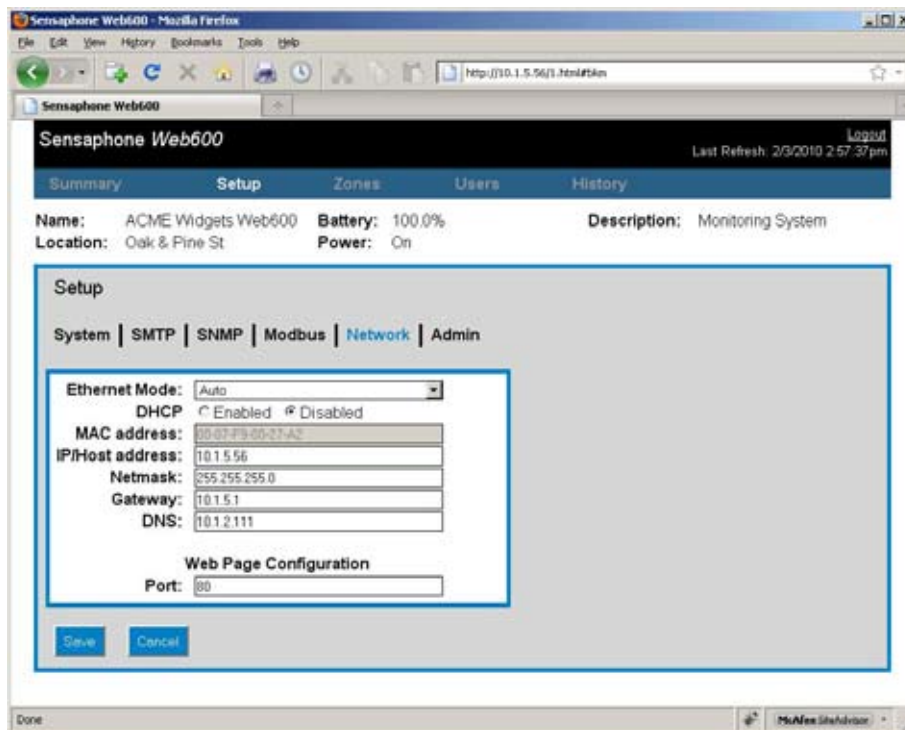 Sensaphone Web600 - Mozilla Firefox
File Edit View History Bookmarks Tools Help
http://10.1.5.56/1.html#bkm
Sensaphone Web600
Sensaphone Web600
Logout
Last Refresh: 2/3/2010 2:57:37pm
Summary Setup Zones Users History
Name: ACME Widgets Web600 Battery: 100.0% Description: Monitoring System
Location: Oak & Pine St Power: On
Setup
System | SMTP | SNMP | Modbus | Network | Admin
Ethernet Mode: Auto
DHCP Enabled Disabled
MAC address: 00-07-F9-00-27-A2
IP/Host address: 10.1.5.56
Netmask: 255.255.255.0
Gateway: 10.1.5.1
DNS: 10.1.2.111
Web Page Configuration
Port: 80
Save Cancel
Done McAfee SiteAdvisor